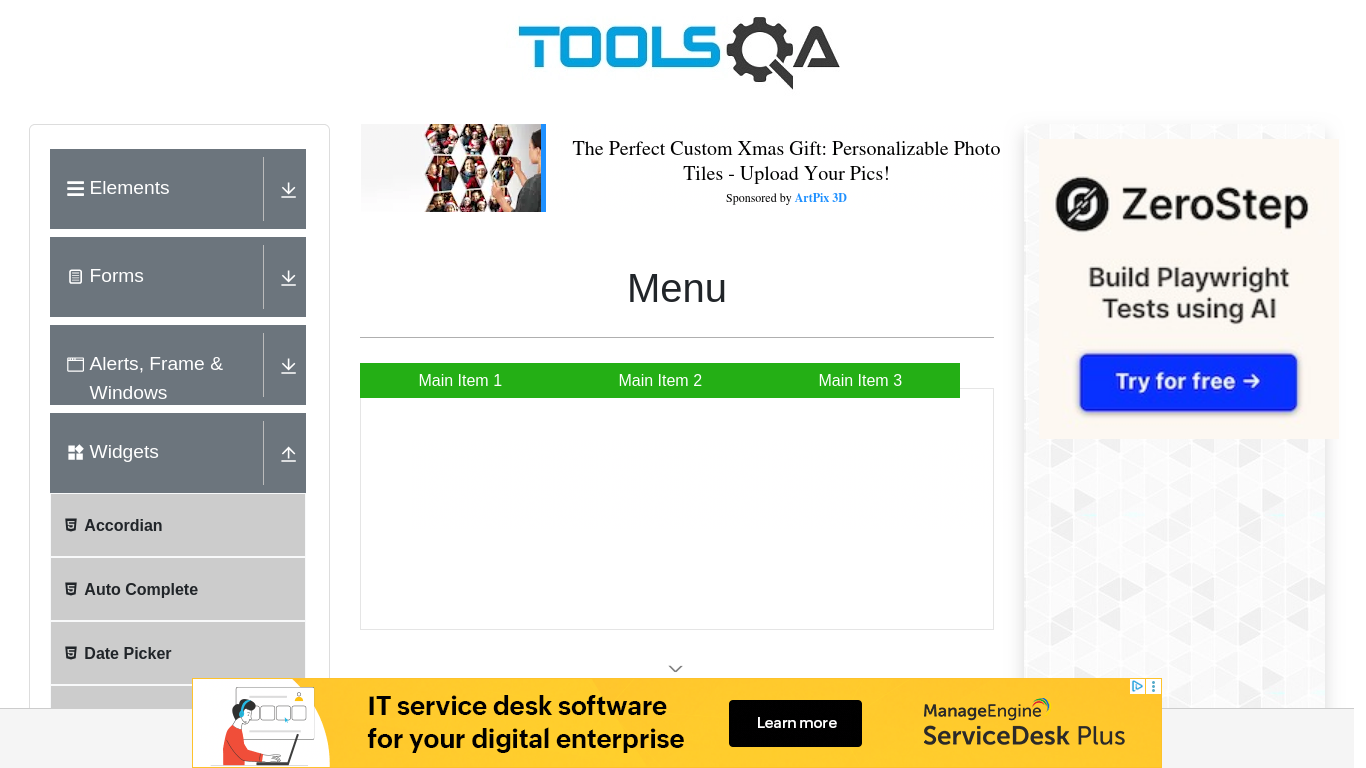 TOOLSQA
Elements
Forms
Alerts, Frame &
Windows
Widgets
Accordian
Auto Complete
Date Picker
The Perfect Custom Xmas Gift: Personalizable Photo
Tiles - Upload Your Pics!
Sponsored by ArtPix 3D
Menu
Main Item 1
Main Item 2
Main Item 3
ZeroStep
Build Playwright
Tests using AI
Try for free →
IT service desk software
for your digital enterprise
Learn more
ManageEngine
ServiceDesk Plus